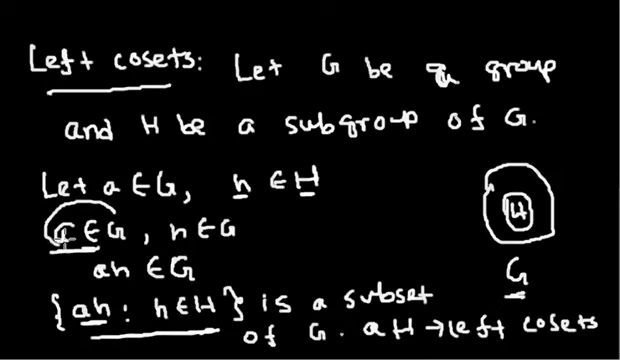 Left cosets: Let G be a group
and H be a subgroup of G.
Let a ∈ G, h ∈ H
a ∈ G, h ∈ G
ah ∈ G
H
G
{ah : h ∈ H} is a subset
of G. aH → left cosets